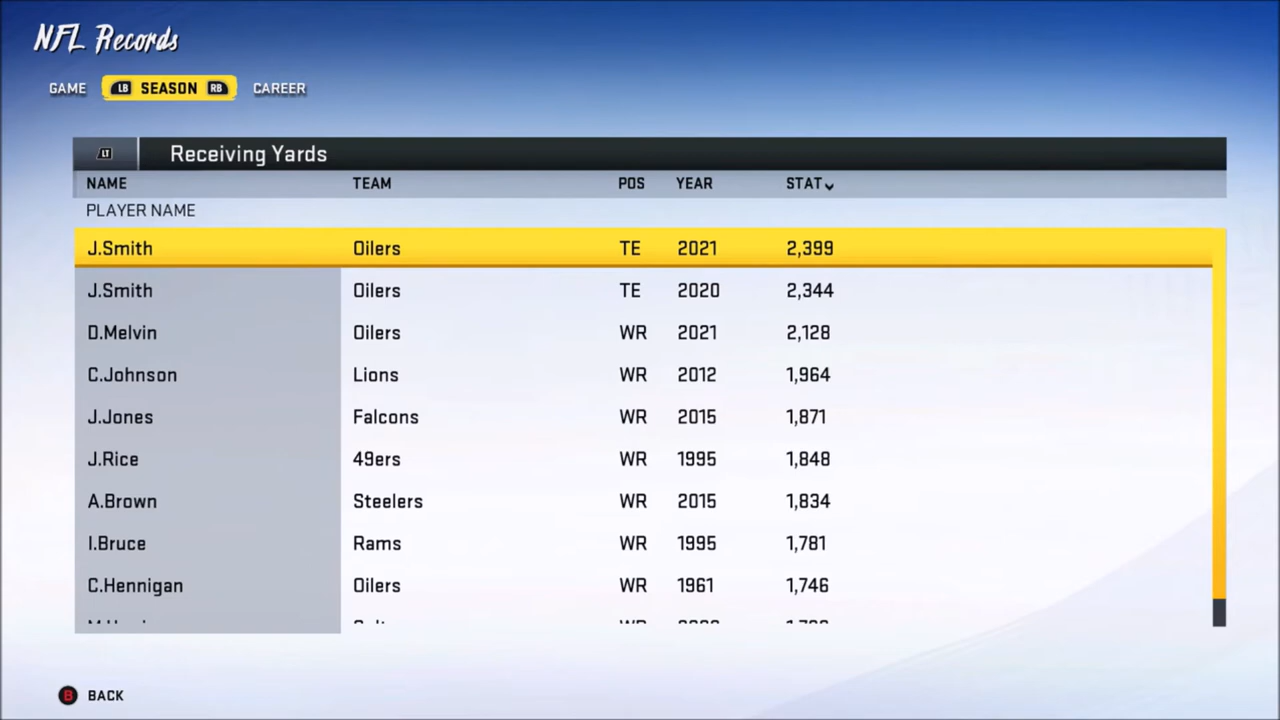 NFL Records
GAME LB SEASON RB CAREER
LT Receiving Yards
NAME TEAM POS YEAR STAT
PLAYER NAME
J.Smith Oilers TE 2021 2,399
J.Smith Oilers TE 2020 2,344
D.Melvin Oilers WR 2021 2,128
C.Johnson Lions WR 2012 1,964
J.Jones Falcons WR 2015 1,871
J.Rice 49ers WR 1995 1,848
A.Brown Steelers WR 2015 1,834
I.Bruce Rams WR 1995 1,781
C.Hennigan Oilers WR 1961 1,746
B BACK